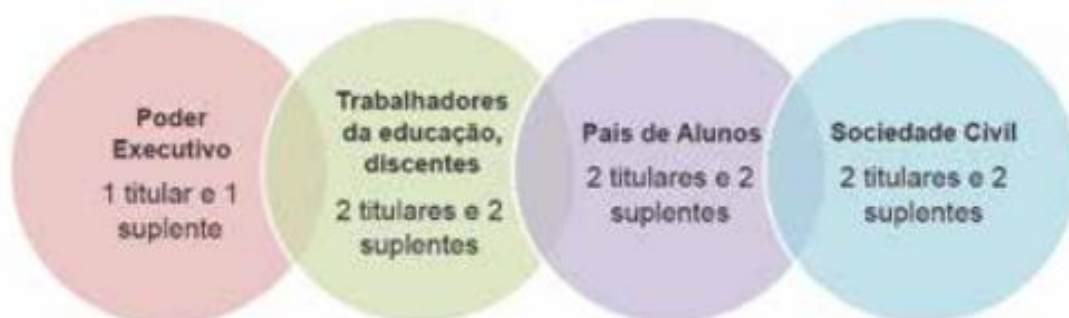 Poder
Executivo
1 titular e 1
suplente
Trabalhadores
da educação,
discentes
2 titulares e 2
suplentes
Pais de Alunos
2 titulares e 2
suplentes
Sociedade Civil
2 titulares e 2
suplentes